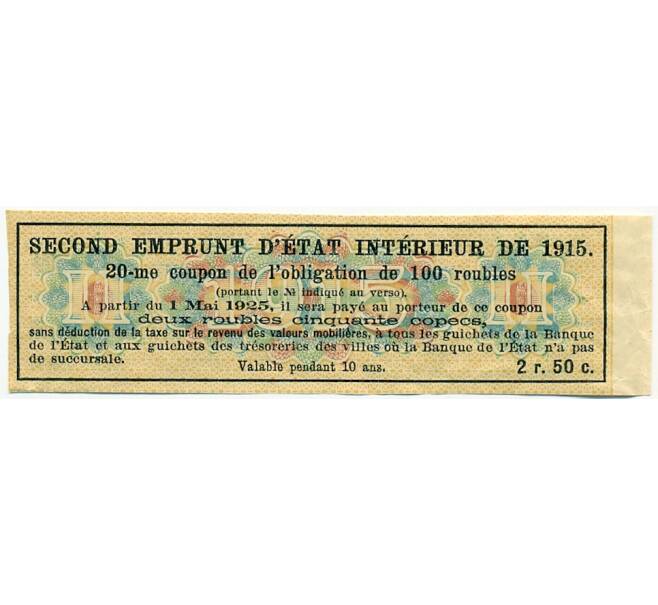 SECOND EMPRUNT D'ÉTAT INTÉRIEUR DE 1915.
20-me coupon de l'obligation de 100 roubles
(portant le № indiqué au verso).
A partir du 1 Mai 1925, il sera payé au porteur de ce coupon
deux roubles cinquante copecs,
sans déduction de la taxe sur le revenu des valeurs mobilières, à tous les guichets de la Banque
de l'État et aux guichets des trésoreries des villes où la Banque de l'État n'a pas
de succursale.
Valable pendant 10 ans.
2 r. 50 c.